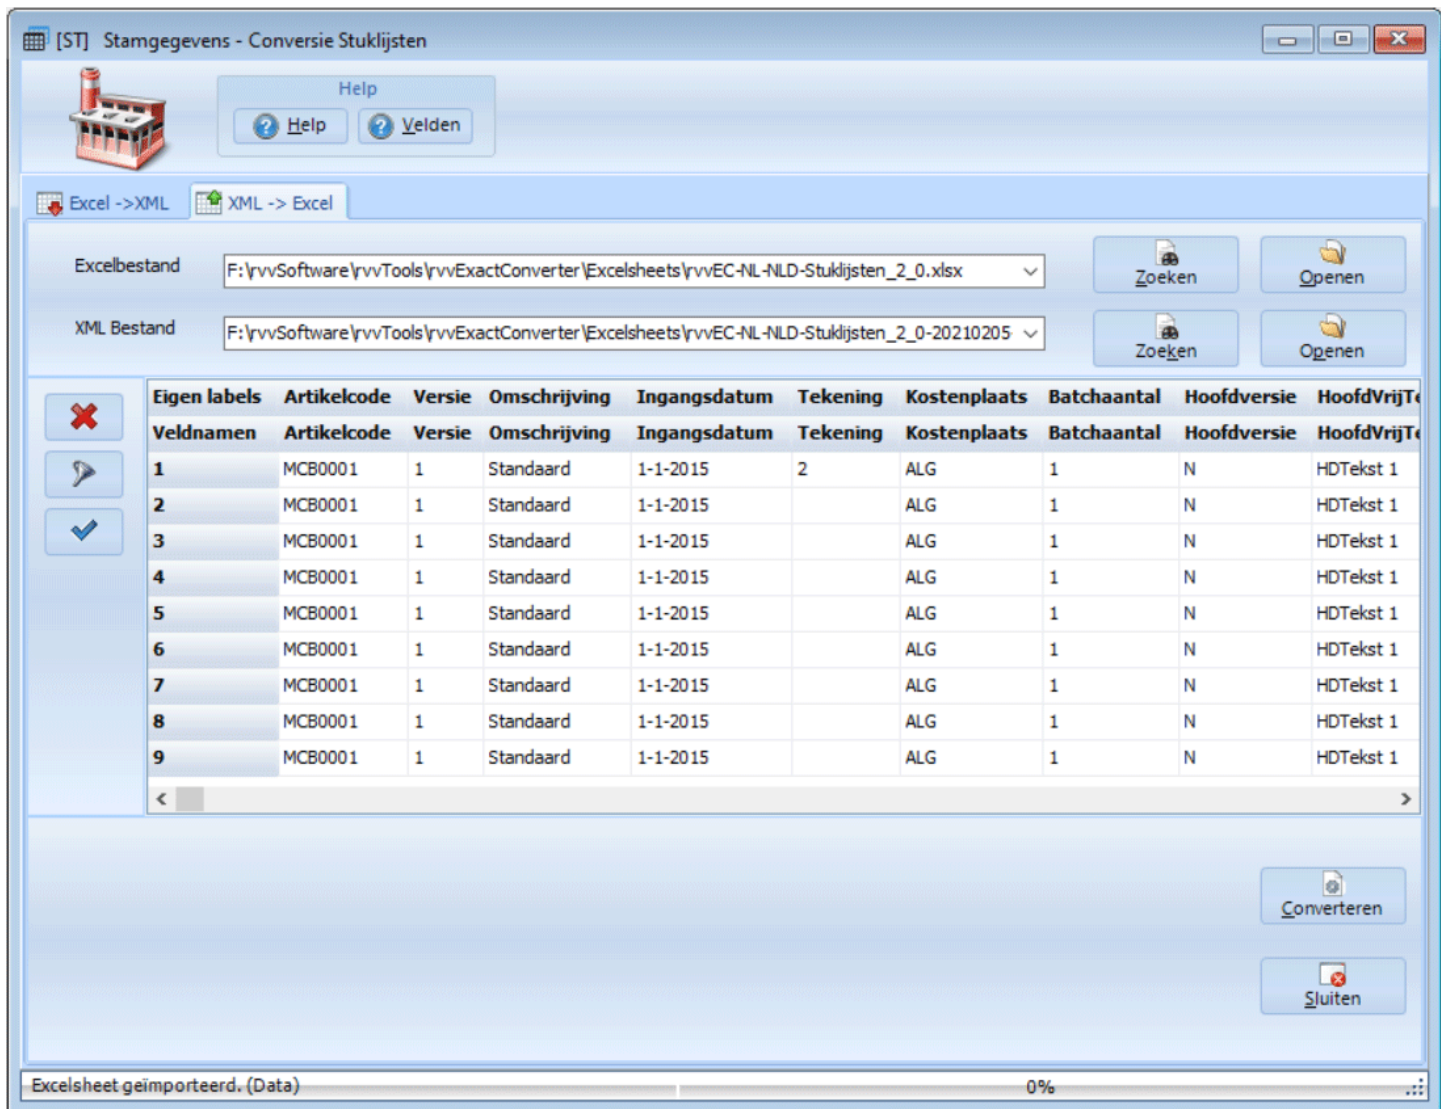 [ST] Stamgegevens - Conversie Stuklijsten
Help
Help Velden
Excel ->XML XML -> Excel
Excelbestand F:\rvvSoftware\rvvTools\rvvExactConverter\Excelsheets\rvvEC-NL-NLD-Stuklijsten_2_0.xlsx Zoeken Openen
XML Bestand F:\rvvSoftware\rvvTools\rvvExactConverter\Excelsheets\rvvEC-NL-NLD-Stuklijsten_2_0-20210205 Zoeken Openen
Eigen labels Artikelcode Versie Omschrijving Ingangsdatum Tekening Kostenplaats Batchaantal Hoofdversie HoofdVrijTe
Veldnamen Artikelcode Versie Omschrijving Ingangsdatum Tekening Kostenplaats Batchaantal Hoofdversie HoofdVrijTe
1 MCB0001 1 Standaard 1-1-2015 2 ALG 1 N HDTekst 1
2 MCB0001 1 Standaard 1-1-2015 ALG 1 N HDTekst 1
3 MCB0001 1 Standaard 1-1-2015 ALG 1 N HDTekst 1
4 MCB0001 1 Standaard 1-1-2015 ALG 1 N HDTekst 1
5 MCB0001 1 Standaard 1-1-2015 ALG 1 N HDTekst 1
6 MCB0001 1 Standaard 1-1-2015 ALG 1 N HDTekst 1
7 MCB0001 1 Standaard 1-1-2015 ALG 1 N HDTekst 1
8 MCB0001 1 Standaard 1-1-2015 ALG 1 N HDTekst 1
9 MCB0001 1 Standaard 1-1-2015 ALG 1 N HDTekst 1
Converteren
Sluiten
Excelsheet geïmporteerd. (Data) 0%